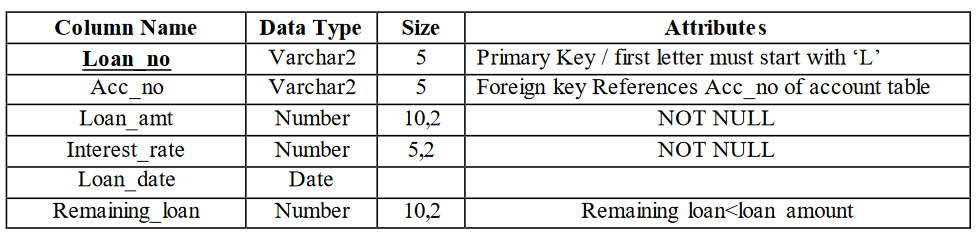 Column Name Data Type Size Attributes
Loan_no Varchar2 5 Primary Key / first letter must start with ‘L’
Acc_no Varchar2 5 Foreign key References Acc_no of account table
Loan_amt Number 10,2 NOT NULL
Interest_rate Number 5,2 NOT NULL
Loan_date Date
Remaining_loan Number 10,2 Remaining loan<loan amount